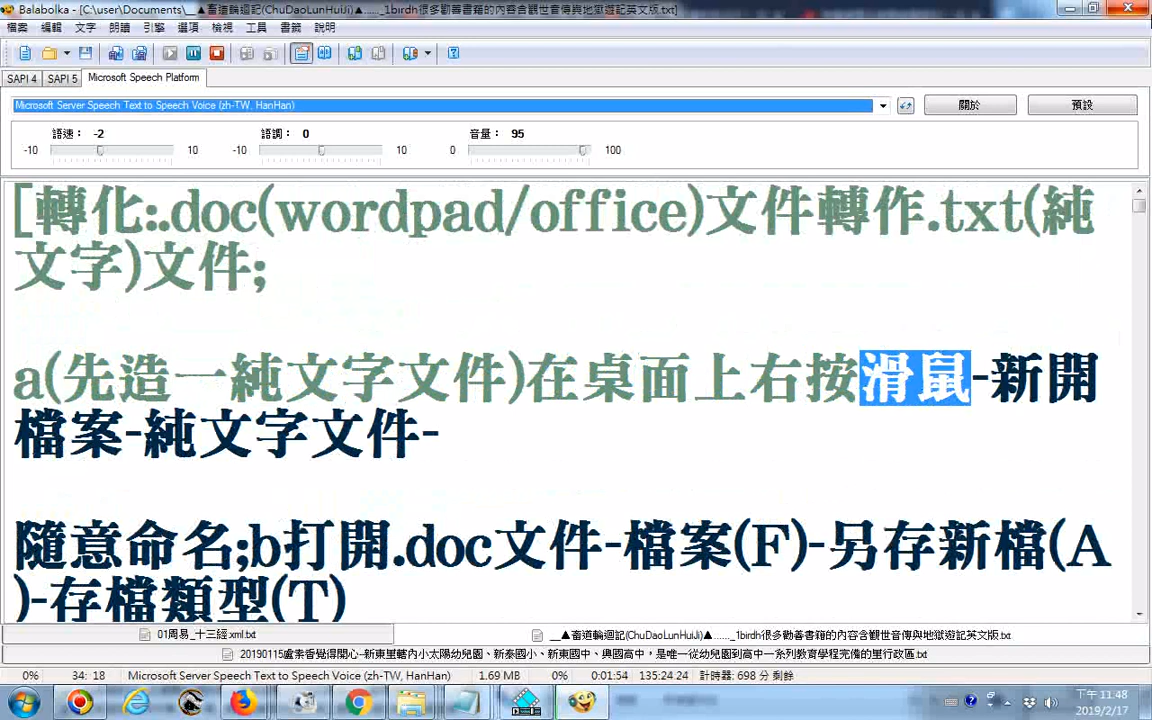 Balabolka - [C:\user\Documents\__▲畜道輪迴記(ChuDaoLunHuiJi)▲......_1birdh很多勸善書籍的內容含觀世音傳與地獄遊記英文版.txt]
檔案 編輯 文字 朗讀 引擎 選項 檢視 工具 書籤 說明
SAPI 4 SAPI 5 Microsoft Speech Platform
Microsoft Server Speech Text to Speech Voice (zh-TW, HanHan) 關於 預設
語速： -2 語調： 0 音量： 95
-10 10 -10 10 0 100
[轉化:.doc(wordpad/office)文件轉作.txt(純
文字)文件;
a(先造一純文字文件)在桌面上右按滑鼠-新開
檔案-純文字文件-
隨意命名;b打開.doc文件-檔案(F)-另存新檔(A
)-存檔類型(T)
01周易_十三經.xml.txt __▲畜道輪迴記(ChuDaoLunHuiJi)▲......_1birdh很多勸善書籍的內容含觀世音傳與地獄遊記英文版.txt
20190115盧素香覺得開心-新東里轄內小太陽幼兒園、新泰國小、新東國中、興國高中，是唯一從幼兒園到高中一系列教育學程完備的里行政區.txt
0% 34: 18 Microsoft Server Speech Text to Speech Voice (zh-TW, HanHan) 1.69 MB 0% 0:01:54 135:24:24 計時器: 698 分 剩餘
下午 11:48
2019/2/17